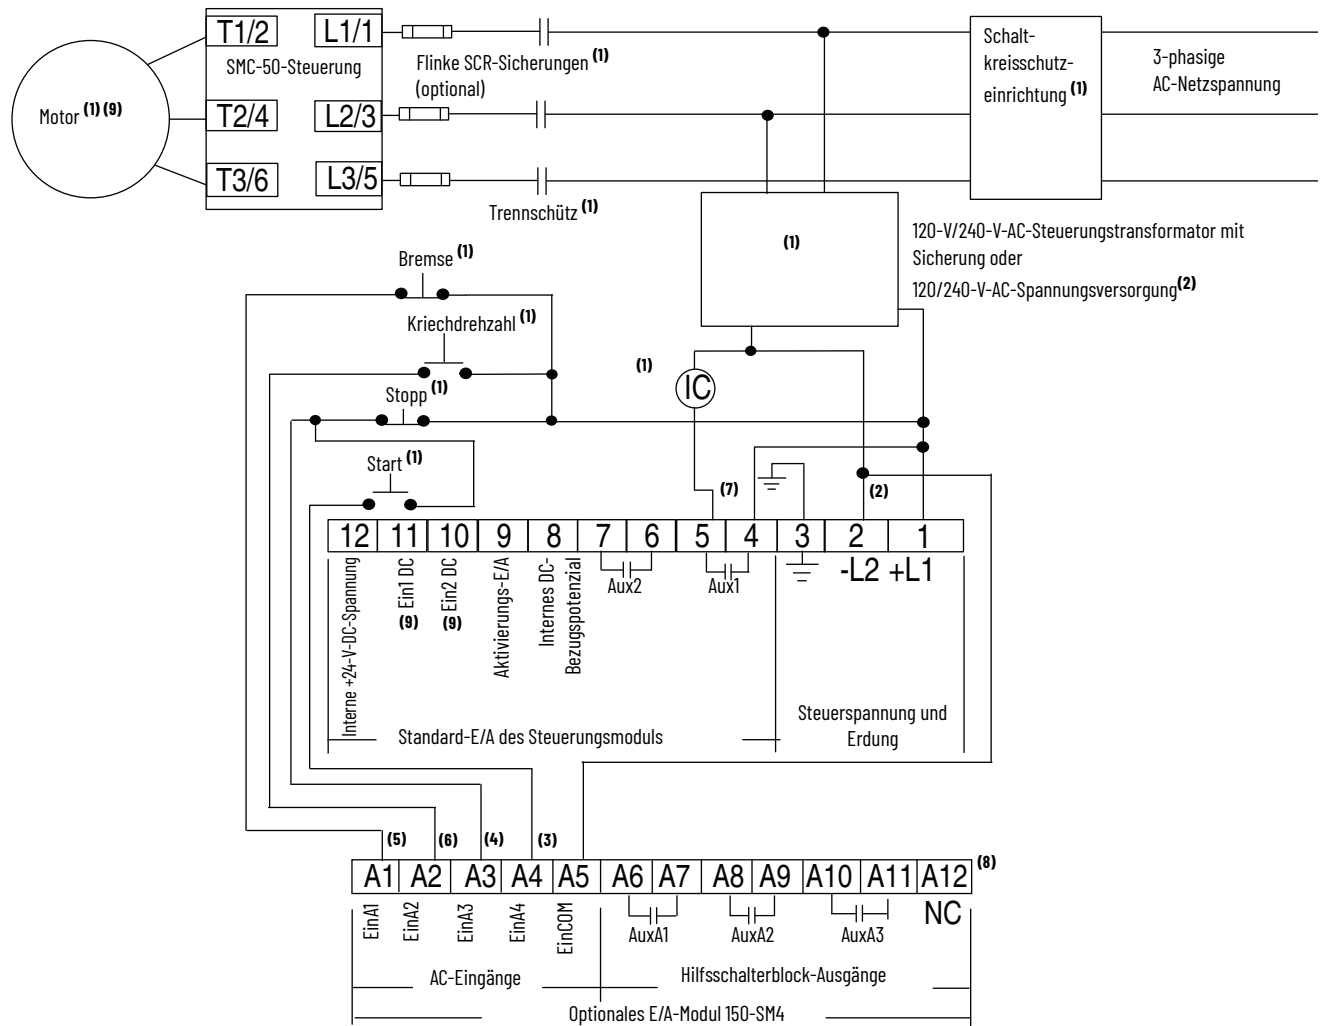 T1/2 L1/1
SMC-50-Steuerung
T2/4 L2/3
T3/6 L3/5
Motor (1) (9)
Flinke SCR-Sicherungen (1)
(optional)
Trennschütz (1)
Schalt-
kreisschutz-
einrichtung (1)
3-phasige
AC-Netzspannung
(1)
120-V/240-V-AC-Steuerungstransformator mit
Sicherung oder
120/240-V-AC-Spannungsversorgung (2)
Bremse (1)
Kriechdrehzahl (1)
Stopp (1)
Start (1)
(1)
IC
(7)
(2)
12 11 10 9 8 7 6 5 4 3 2 1
-L2 +L1
Interne +24-V-DC-Spannung
Ein1 DC
(9)
Ein2 DC
(9)
Aktivierungs-E/A
Internes DC-
Bezugspotenzial
Aux2
Aux1
Standard-E/A des Steuerungsmoduls
Steuerspannung und
Erdung
(5) (6) (4) (3)
A1 A2 A3 A4 A5 A6 A7 A8 A9 A10 A11 A12 (8)
NC
EinA1
EinA2
EinA3
EinA4
EinCOM
AuxA1
AuxA2
AuxA3
AC-Eingänge
Hilfsschalterblock-Ausgänge
Optionales E/A-Modul 150-SM4